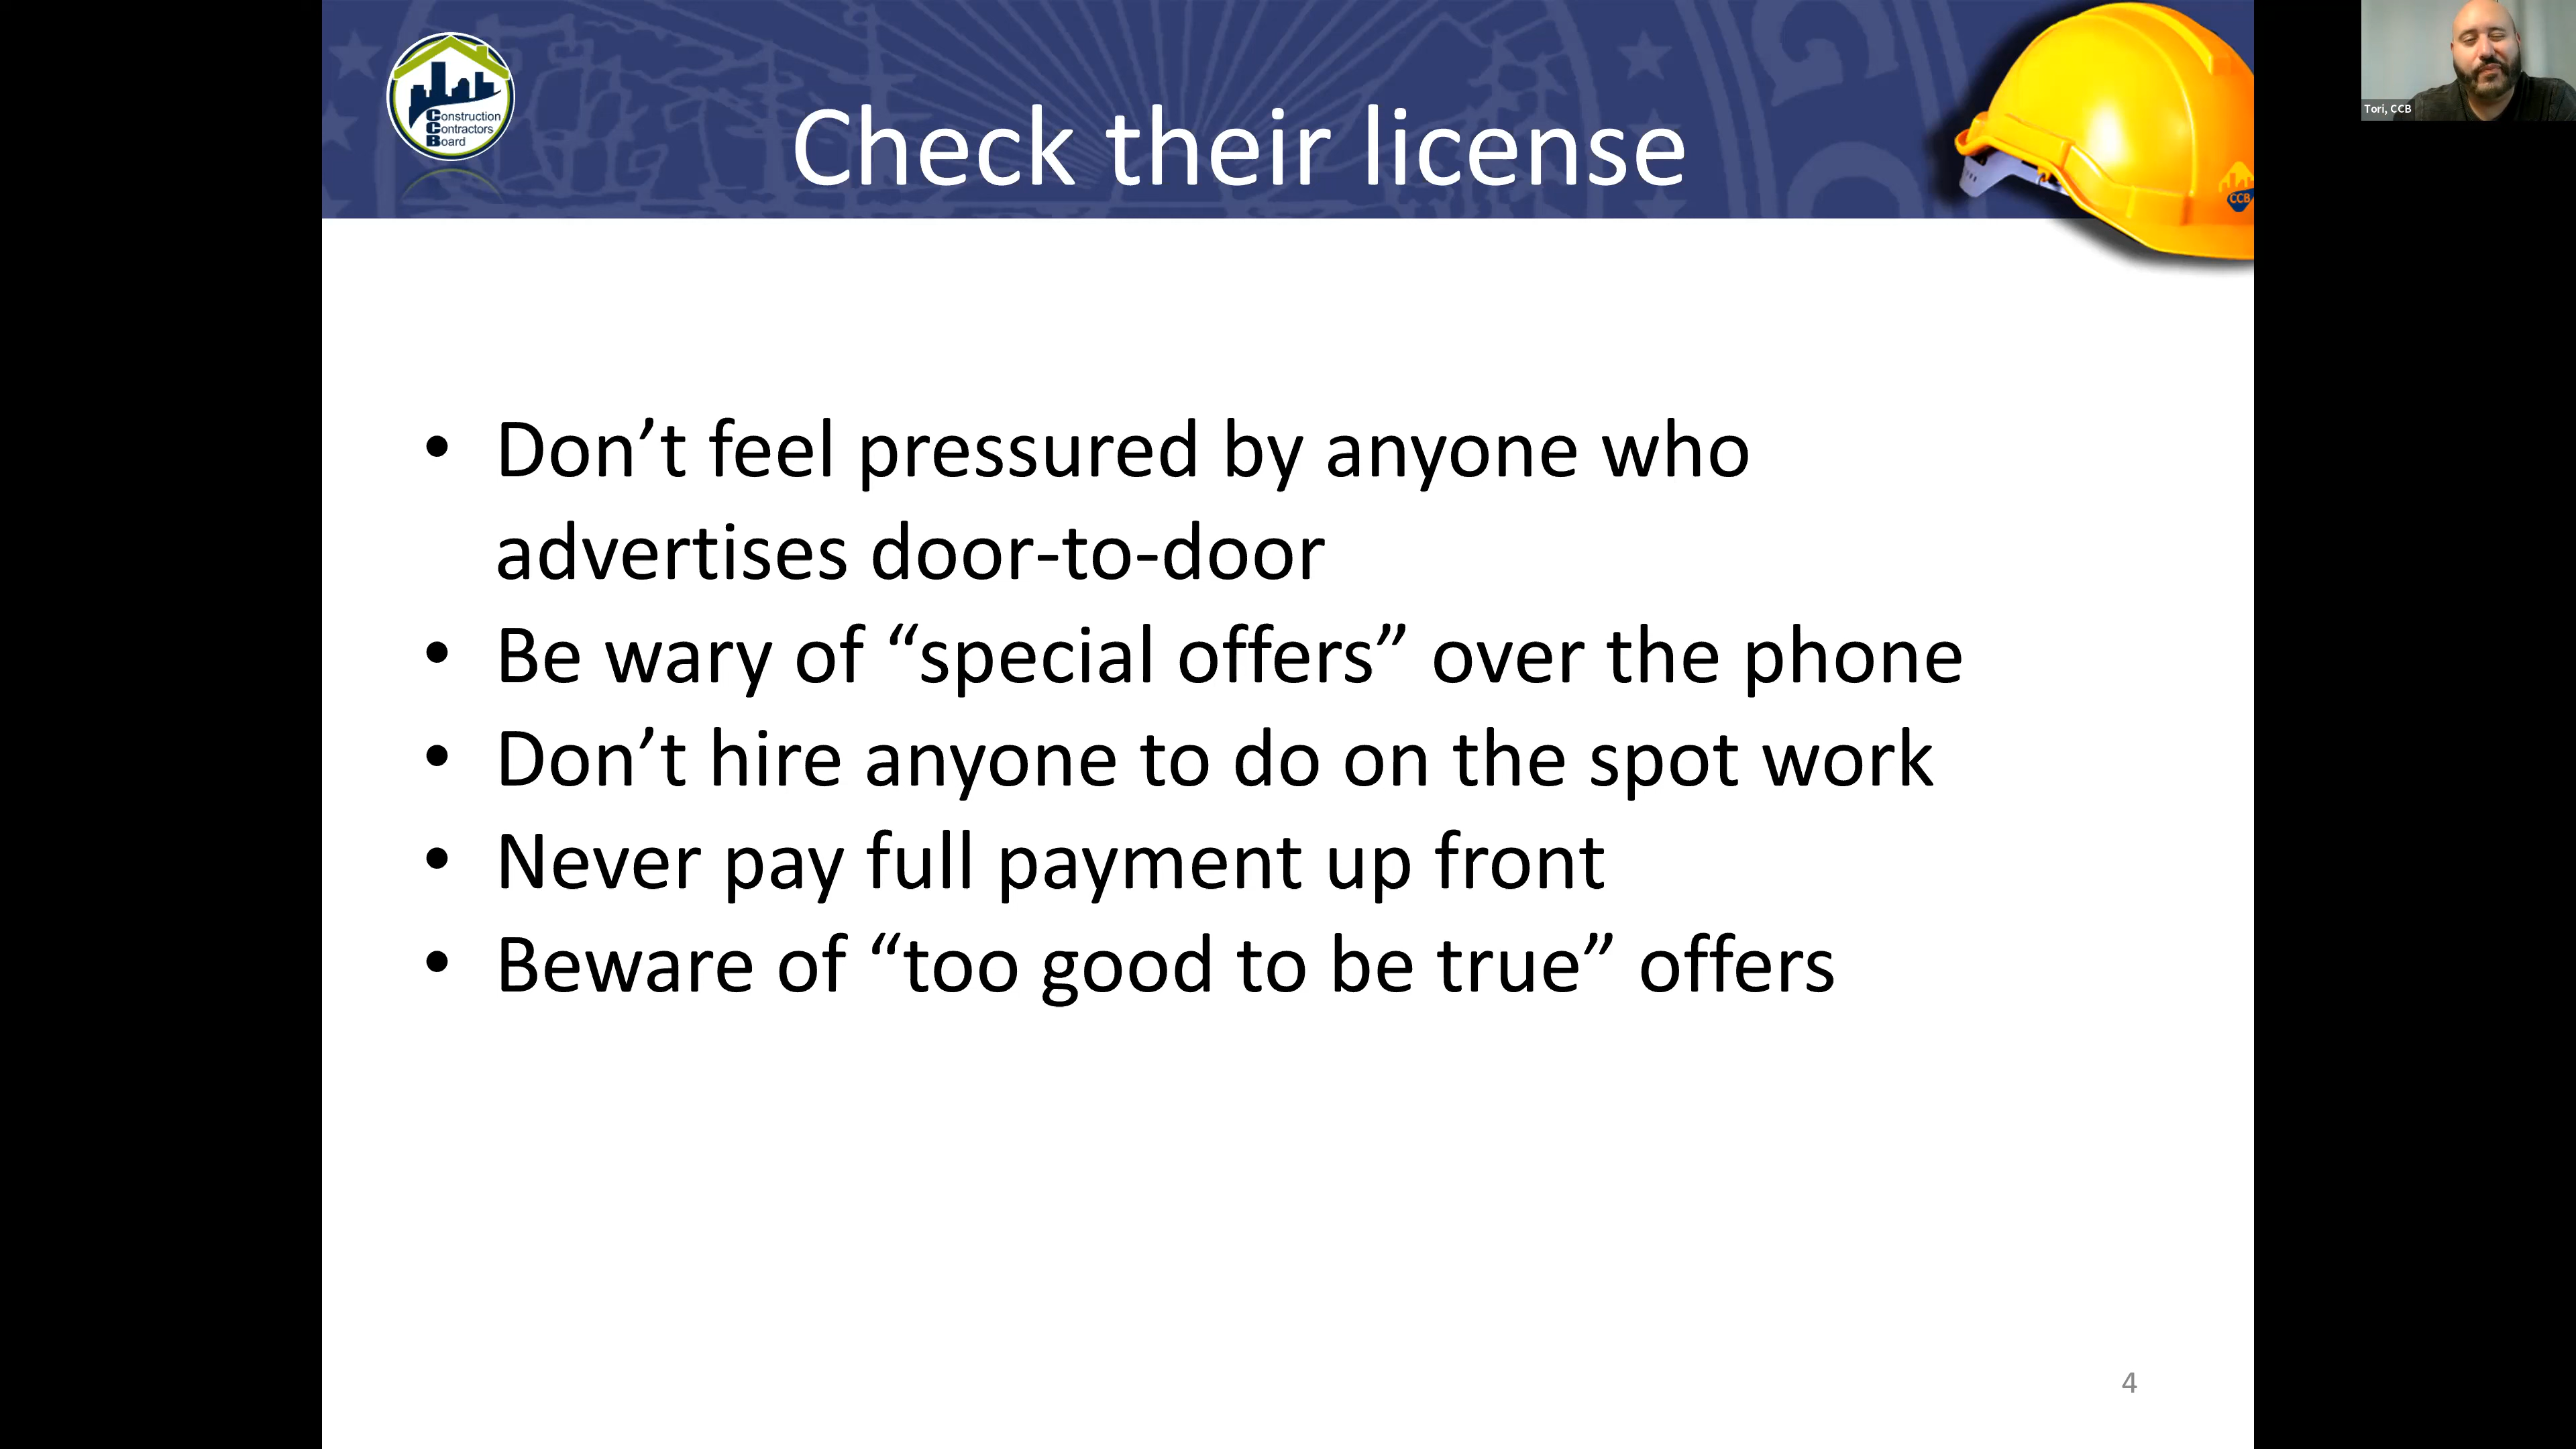 Construction
Contractors
Board
Check their license
CCB
Tori, CCB
• Don’t feel pressured by anyone who
advertises door-to-door
• Be wary of “special offers” over the phone
• Don’t hire anyone to do on the spot work
• Never pay full payment up front
• Beware of “too good to be true” offers
4